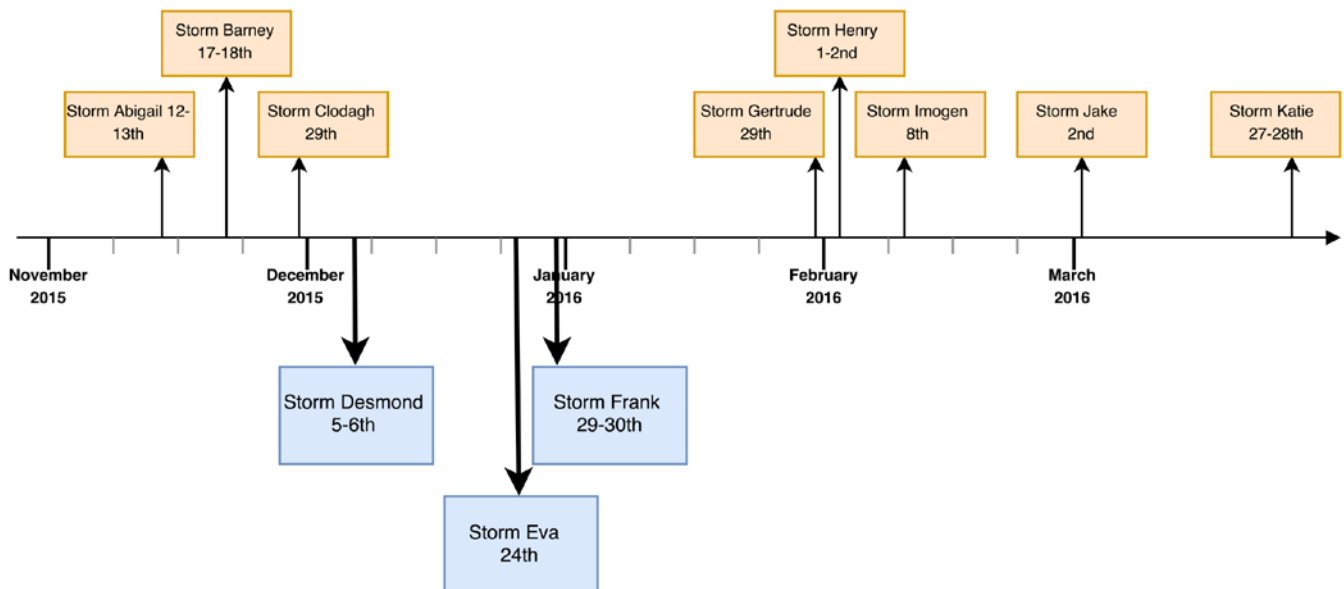 Storm Barney
17-18th
Storm Henry
1-2nd
Storm Abigail 12-
13th
Storm Clodagh
29th
Storm Gertrude
29th
Storm Imogen
8th
Storm Jake
2nd
Storm Katie
27-28th
November
2015
December
2015
January
2016
February
2016
March
2016
Storm Desmond
5-6th
Storm Frank
29-30th
Storm Eva
24th